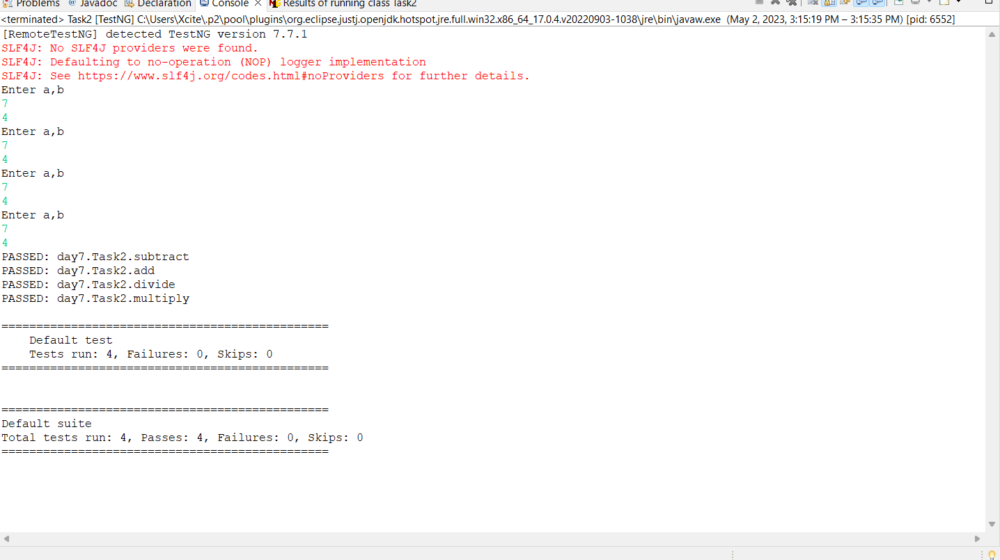 Problems @ Javadoc Declaration Console Results of running class Task2
<terminated> Task2 [TestNG] C:\Users\Xcite\.p2\pool\plugins\org.eclipse.justj.openjdk.hotspot.jre.full.win32.x86_64_17.0.4.v20220903-1038\jre\bin\javaw.exe (May 2, 2023, 3:15:19 PM – 3:15:35 PM) [pid: 6552]
[RemoteTestNG] detected TestNG version 7.7.1
SLF4J: No SLF4J providers were found.
SLF4J: Defaulting to no-operation (NOP) logger implementation
SLF4J: See https://www.slf4j.org/codes.html#noProviders for further details.
Enter a,b
7
4
Enter a,b
7
4
Enter a,b
7
4
Enter a,b
7
4
PASSED: day7.Task2.subtract
PASSED: day7.Task2.add
PASSED: day7.Task2.divide
PASSED: day7.Task2.multiply
===============================================
Default test
Tests run: 4, Failures: 0, Skips: 0
===============================================
===============================================
Default suite
Total tests run: 4, Passes: 4, Failures: 0, Skips: 0
===============================================